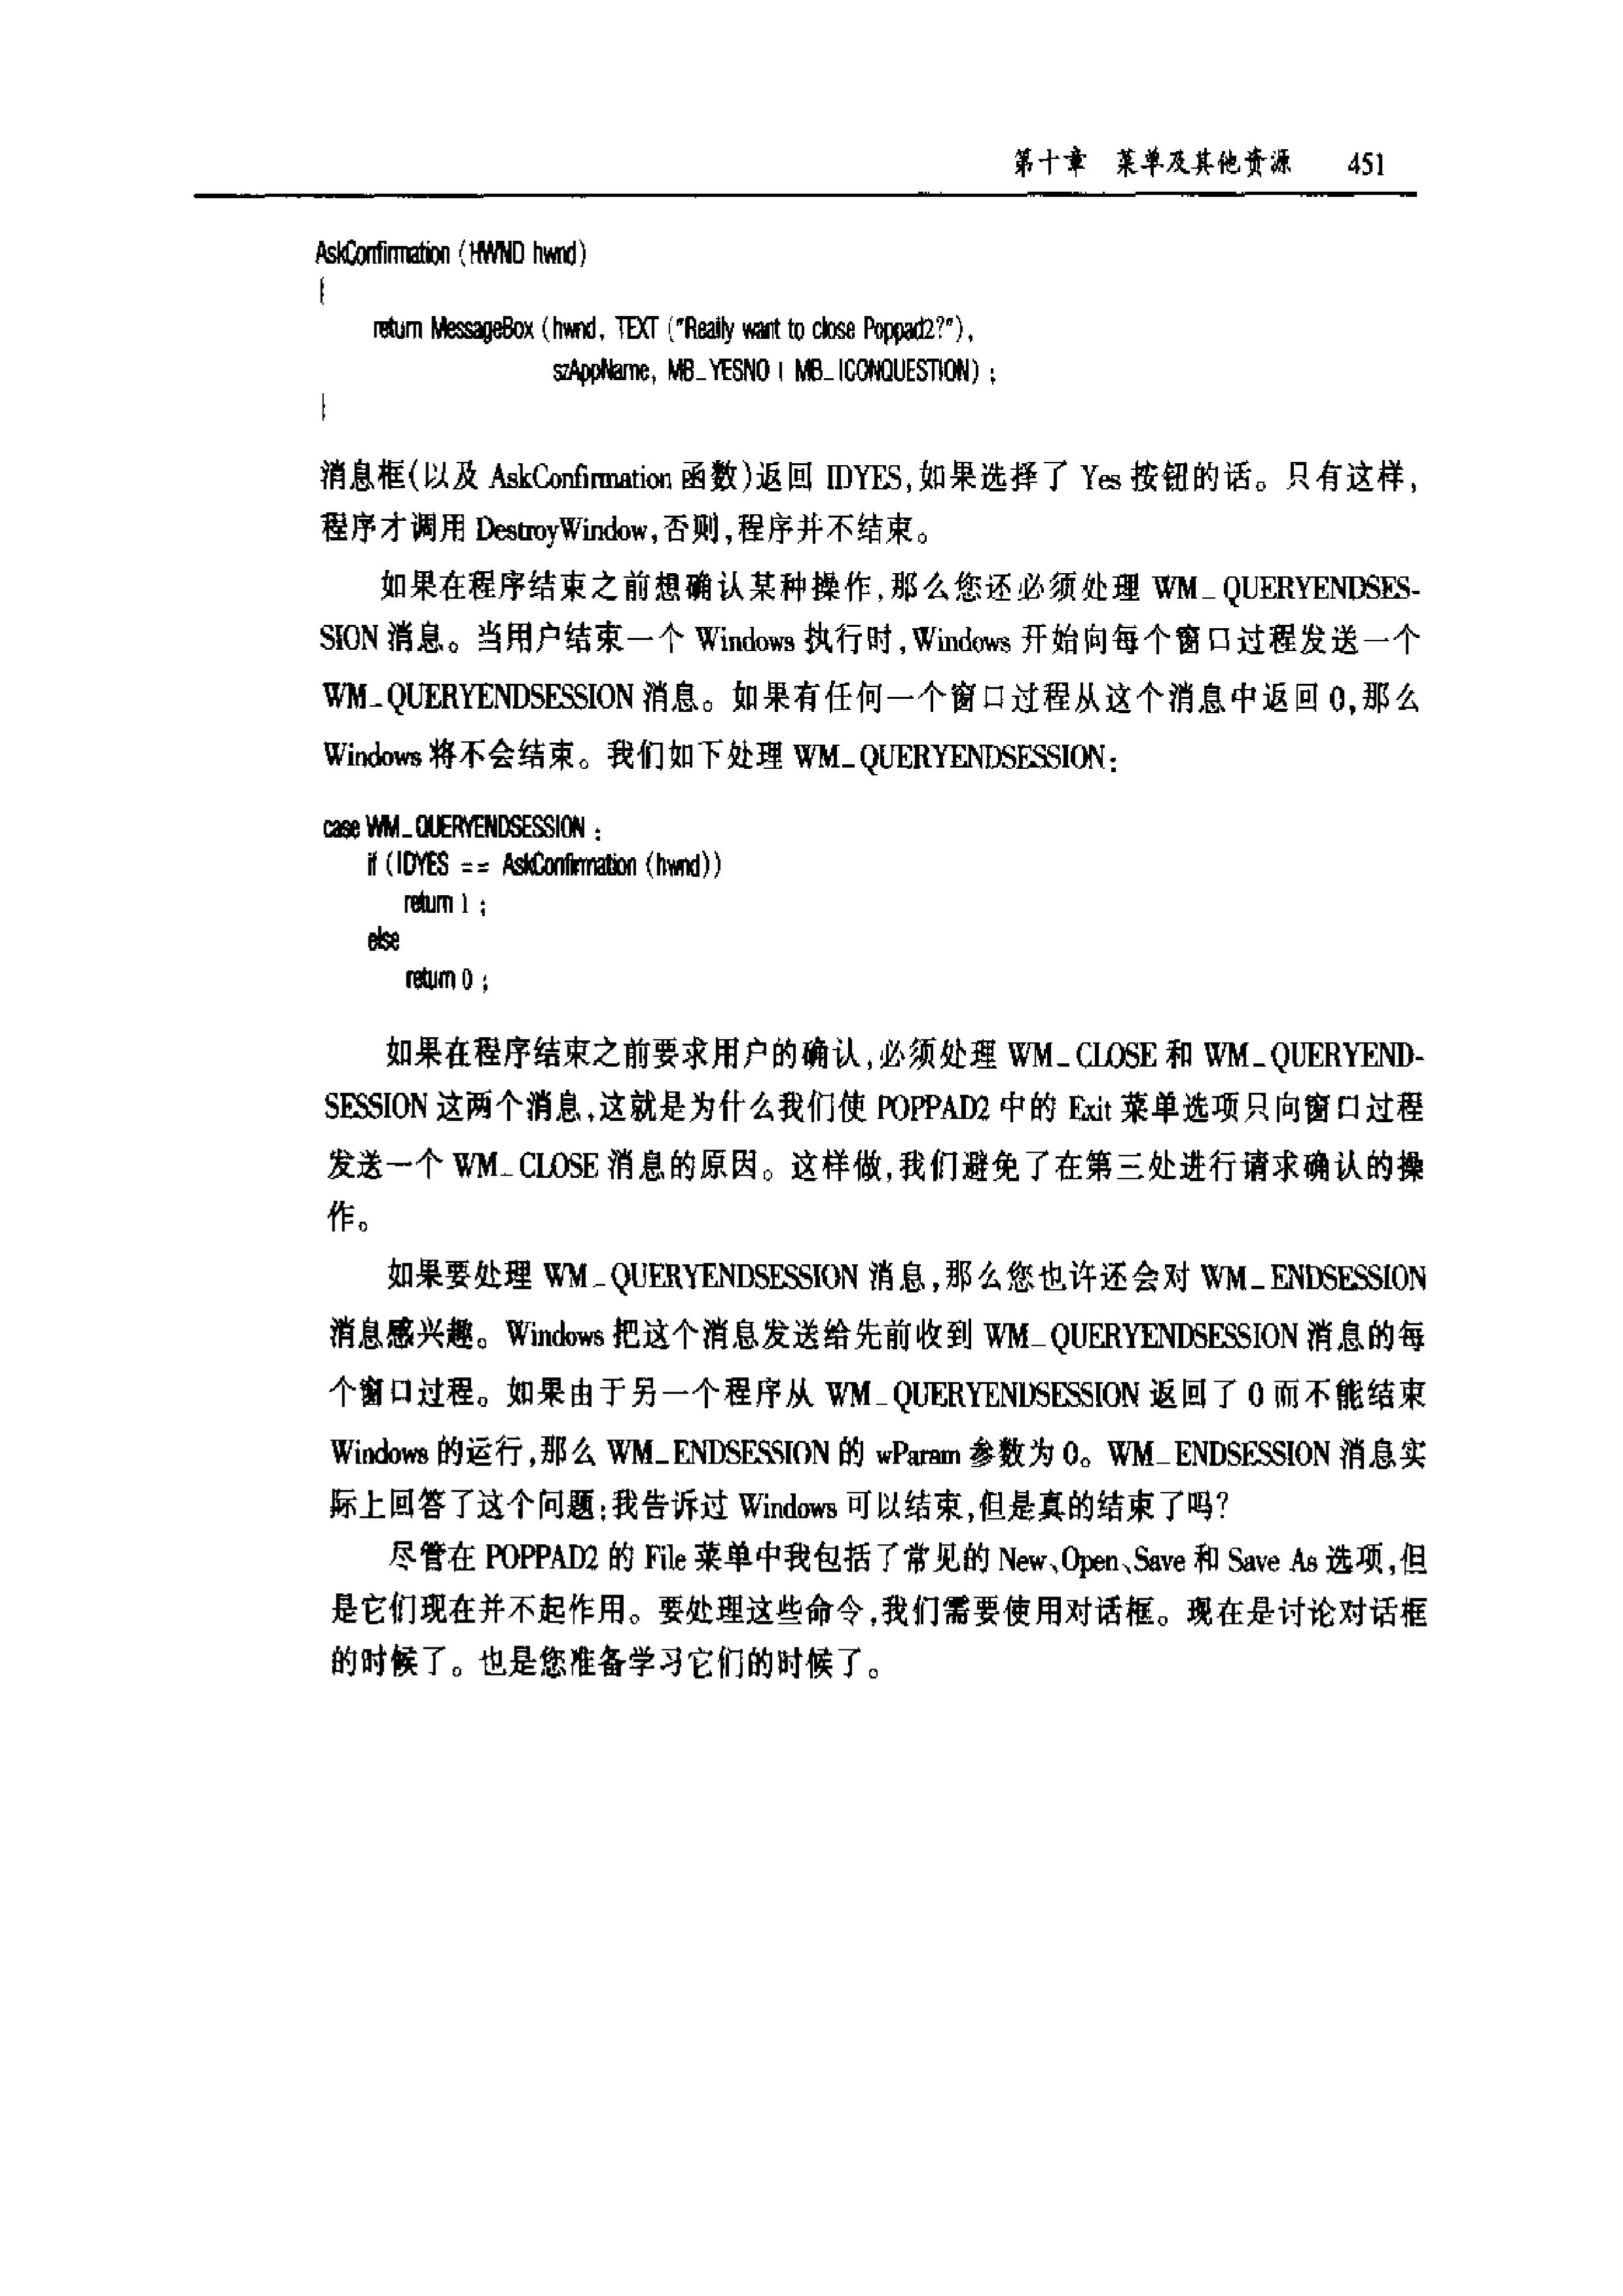 第十章　菜单及其他资源　451
AskConfirmation (HWND hwnd)
{
return MessageBox (hwnd, TEXT ("Really want to close Poppad2?"),
szAppName, MB_YESNO | MB_ICONQUESTION) ;
}
消息框(以及 AskConfirmation 函数)返回 IDYES,如果选择了 Yes 按钮的话。只有这样,
程序才调用 DestroyWindow,否则,程序并不结束。
如果在程序结束之前想确认某种操作,那么您还必须处理 WM_QUERYENDSES-
SION 消息。当用户结束一个 Windows 执行时,Windows 开始向每个窗口过程发送一个
WM_QUERYENDSESSION 消息。如果有任何一个窗口过程从这个消息中返回 0,那么
Windows 将不会结束。我们如下处理 WM_QUERYENDSESSION:
case WM_QUERYENDSESSION :
if (IDYES == AskConfirmation (hwnd))
return 1 ;
else
return 0 ;
如果在程序结束之前要求用户的确认,必须处理 WM_CLOSE 和 WM_QUERYEND-
SESSION 这两个消息,这就是为什么我们使 POPPAD2 中的 Exit 菜单选项只向窗口过程
发送一个 WM_CLOSE 消息的原因。这样做,我们避免了在第三处进行请求确认的操
作。
如果要处理 WM_QUERYENDSESSION 消息,那么您也许还会对 WM_ENDSESSION
消息感兴趣。Windows 把这个消息发送给先前收到 WM_QUERYENDSESSION 消息的每
个窗口过程。如果由于另一个程序从 WM_QUERYENDSESSION 返回了 0 而不能结束
Windows 的运行,那么 WM_ENDSESSION 的 wParam 参数为 0。WM_ENDSESSION 消息实
际上回答了这个问题:我告诉过 Windows 可以结束,但是真的结束了吗?
尽管在 POPPAD2 的 File 菜单中我包括了常见的 New、Open、Save 和 Save As 选项,但
是它们现在并不起作用。要处理这些命令,我们需要使用对话框。现在是讨论对话框
的时候了。也是您准备学习它们的时候了。